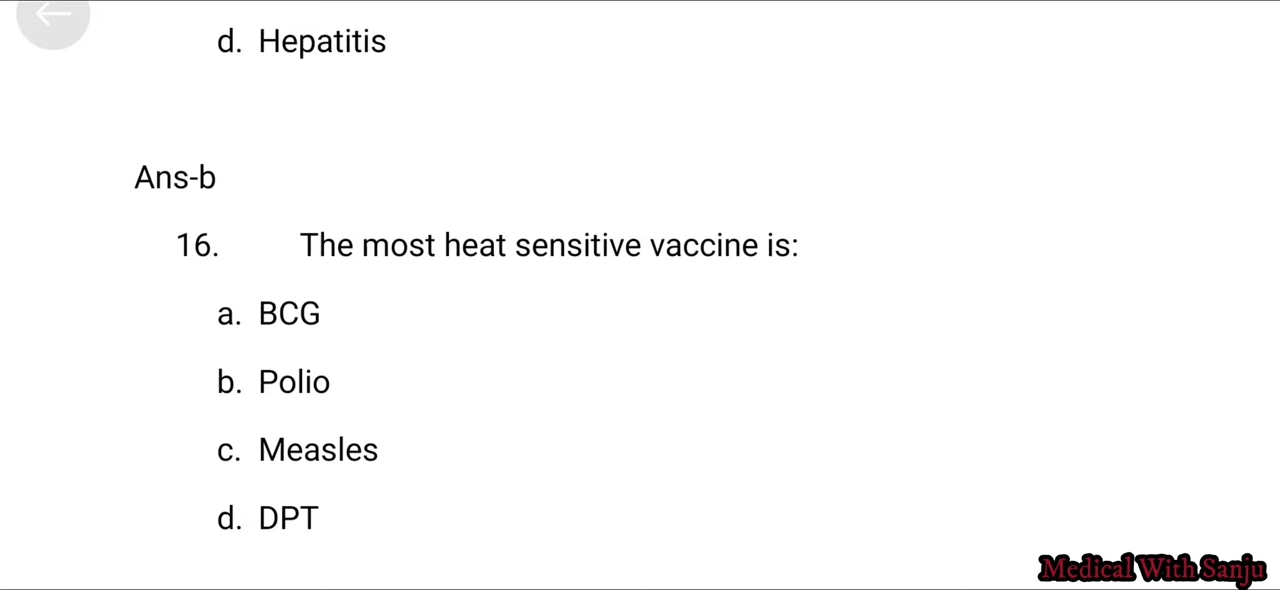 d. Hepatitis
Ans-b
16. The most heat sensitive vaccine is:
a. BCG
b. Polio
c. Measles
d. DPT
Medical With Sanju